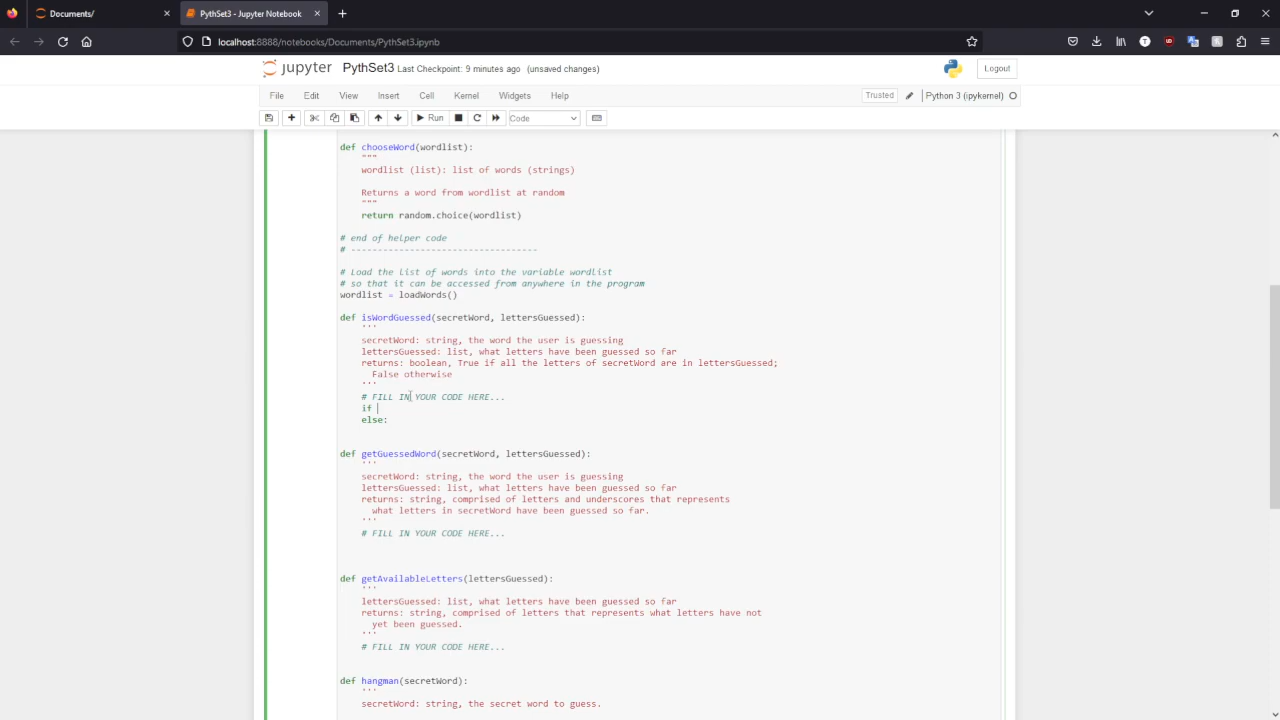 Documents/
PythSet3 - Jupyter Notebook
localhost:8888/notebooks/Documents/PythSet3.ipynb
jupyter PythSet3 Last Checkpoint: 9 minutes ago (unsaved changes)
Logout
File Edit View Insert Cell Kernel Widgets Help
Trusted
Python 3 (ipykernel)
Run
Code
def chooseWord(wordlist):
"""
wordlist (list): list of words (strings)
Returns a word from wordlist at random
"""
return random.choice(wordlist)
# end of helper code
# -----------------------------------
# Load the list of words into the variable wordlist
# so that it can be accessed from anywhere in the program
wordlist = loadWords()
def isWordGuessed(secretWord, lettersGuessed):
'''
secretWord: string, the word the user is guessing
lettersGuessed: list, what letters have been guessed so far
returns: boolean, True if all the letters of secretWord are in lettersGuessed;
False otherwise
'''
# FILL IN YOUR CODE HERE...
if
else:
def getGuessedWord(secretWord, lettersGuessed):
'''
secretWord: string, the word the user is guessing
lettersGuessed: list, what letters have been guessed so far
returns: string, comprised of letters and underscores that represents
what letters in secretWord have been guessed so far.
'''
# FILL IN YOUR CODE HERE...
def getAvailableLetters(lettersGuessed):
'''
lettersGuessed: list, what letters have been guessed so far
returns: string, comprised of letters that represents what letters have not
yet been guessed.
'''
# FILL IN YOUR CODE HERE...
def hangman(secretWord):
'''
secretWord: string, the secret word to guess.